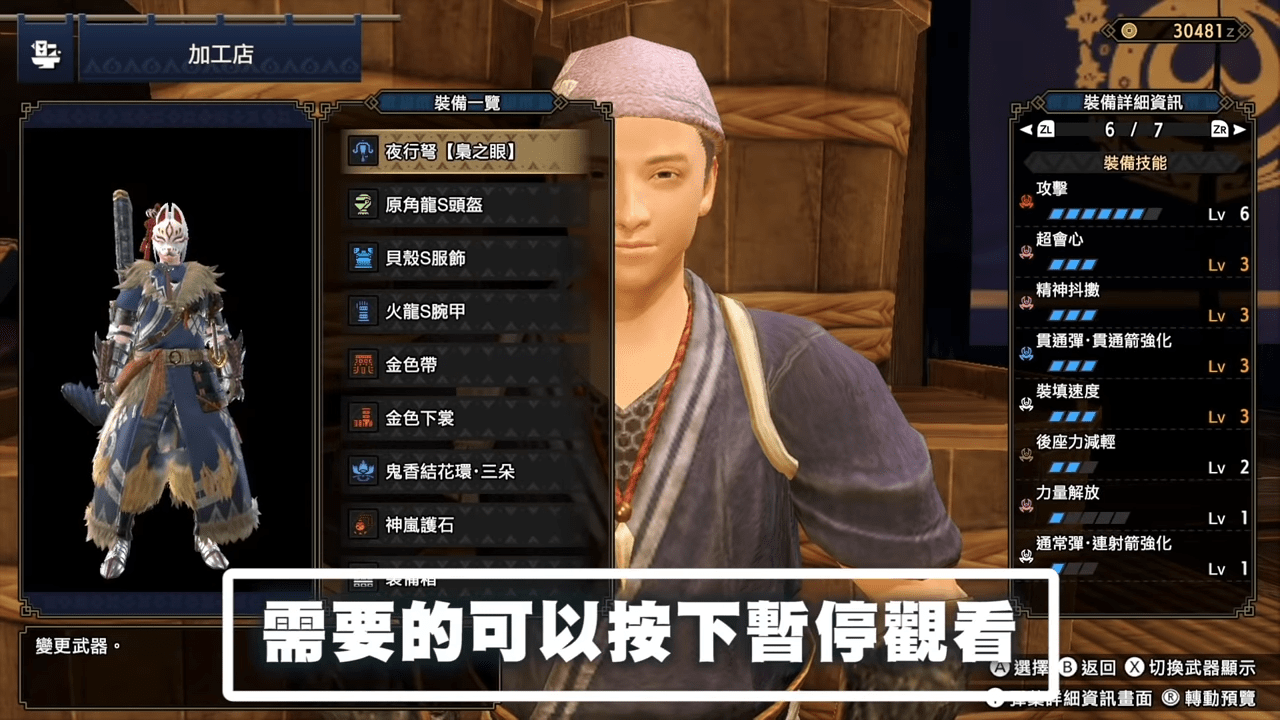 加工店
30481z
裝備一覽
夜行弩【梟之眼】
原角龍S頭盔
貝殼S服飾
火龍S腕甲
金色帶
金色下裳
鬼香結花環·三朵
神嵐護石
裝備箱
裝備詳細資訊
ZL 6 / 7 ZR
裝備技能
攻擊
Lv 6
超會心
Lv 3
精神抖擻
Lv 3
貫通彈·貫通箭強化
Lv 3
裝填速度
Lv 3
後座力減輕
Lv 2
力量解放
Lv 1
通常彈·連射箭強化
Lv 1
需要的可以按下暫停觀看
變更武器。
A 選擇 B 返回 X 切換武器顯示
詳細資訊畫面 R 轉動預覽